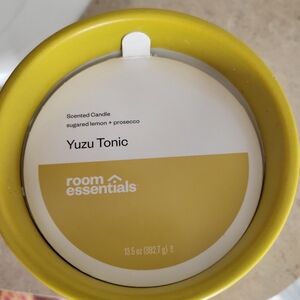 Scented Candle
sugared lemon + prosecco
Yuzu Tonic
room
essentials
13.5 oz (382.7 g)